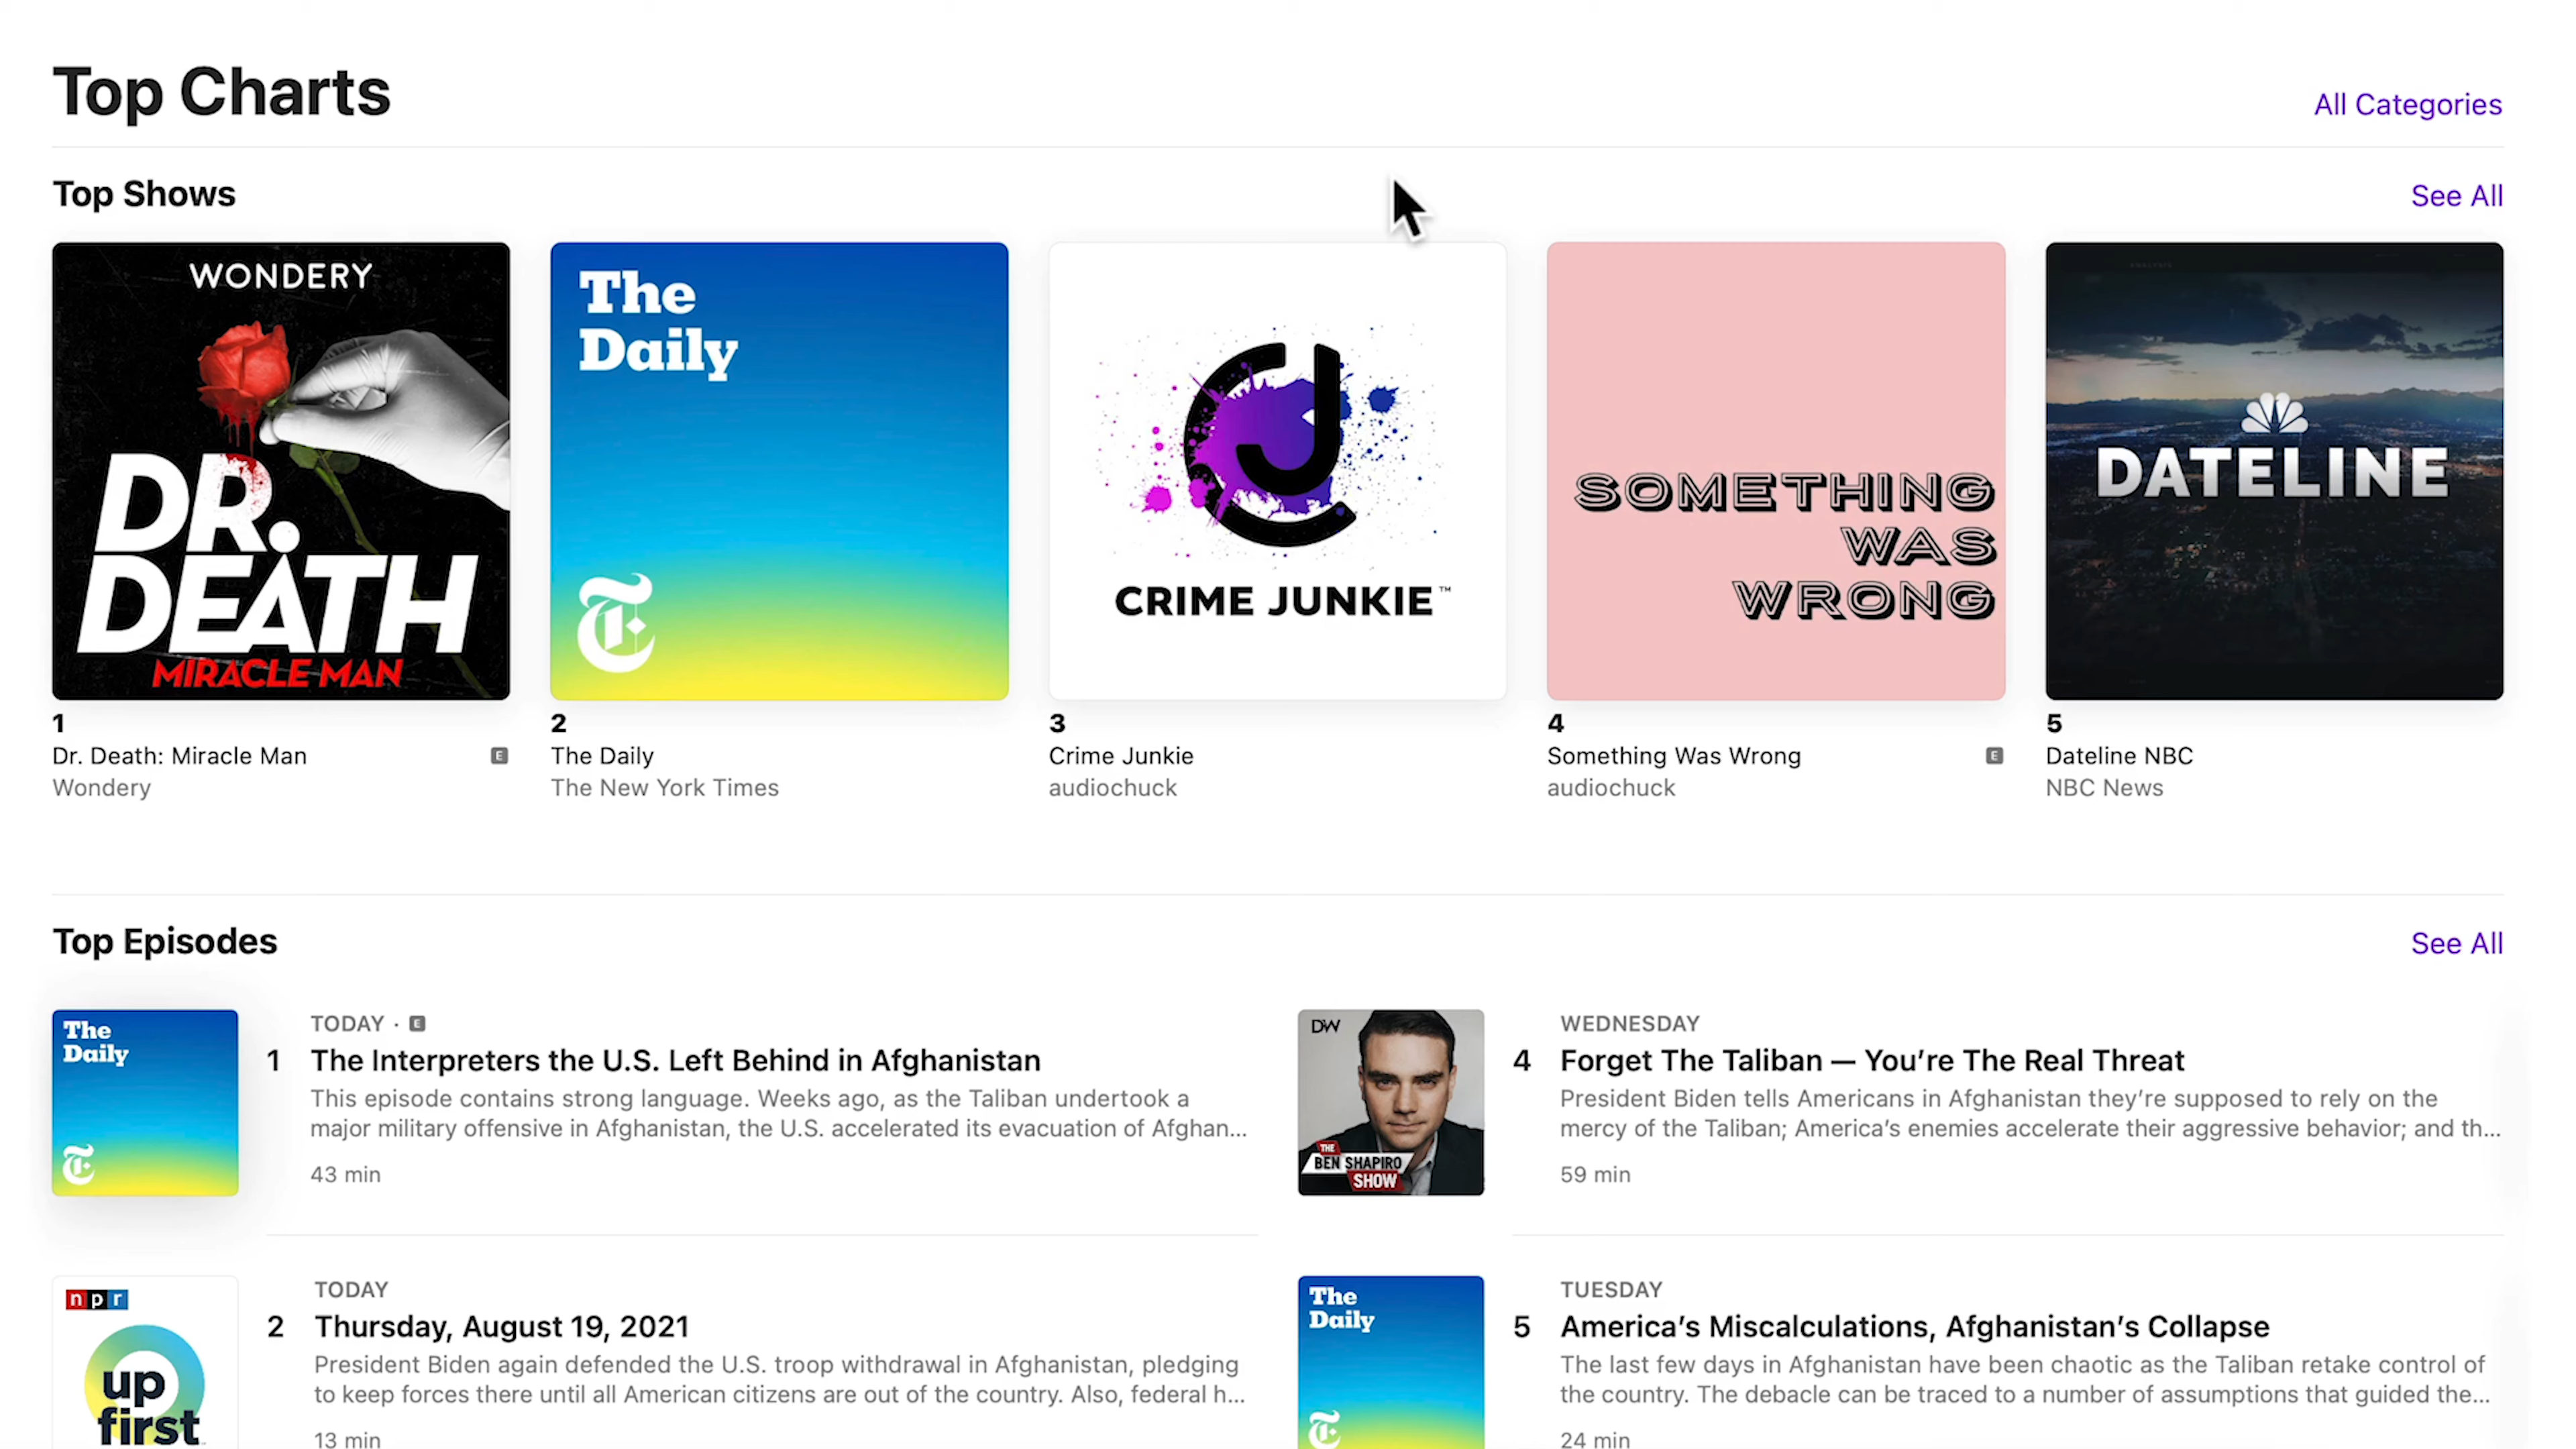 Top Charts
All Categories
Top Shows
See All
WONDERY
DR.
DEATH
MIRACLE MAN
The
Daily
CRIME JUNKIE™
SOMETHING
WAS
WRONG
DATELINE
1
Dr. Death: Miracle Man
E
Wondery
2
The Daily
The New York Times
3
Crime Junkie
audiochuck
4
Something Was Wrong
E
audiochuck
5
Dateline NBC
NBC News
Top Episodes
See All
The
Daily
TODAY · E
1 The Interpreters the U.S. Left Behind in Afghanistan
This episode contains strong language. Weeks ago, as the Taliban undertook a
major military offensive in Afghanistan, the U.S. accelerated its evacuation of Afghan...
43 min
DW
THE
BEN SHAPIRO
SHOW
WEDNESDAY
4 Forget The Taliban — You’re The Real Threat
President Biden tells Americans in Afghanistan they’re supposed to rely on the
mercy of the Taliban; America’s enemies accelerate their aggressive behavior; and th...
59 min
npr
up
first
TODAY
2 Thursday, August 19, 2021
President Biden again defended the U.S. troop withdrawal in Afghanistan, pledging
to keep forces there until all American citizens are out of the country. Also, federal h...
13 min
The
Daily
TUESDAY
5 America’s Miscalculations, Afghanistan’s Collapse
The last few days in Afghanistan have been chaotic as the Taliban retake control of
the country. The debacle can be traced to a number of assumptions that guided the...
24 min